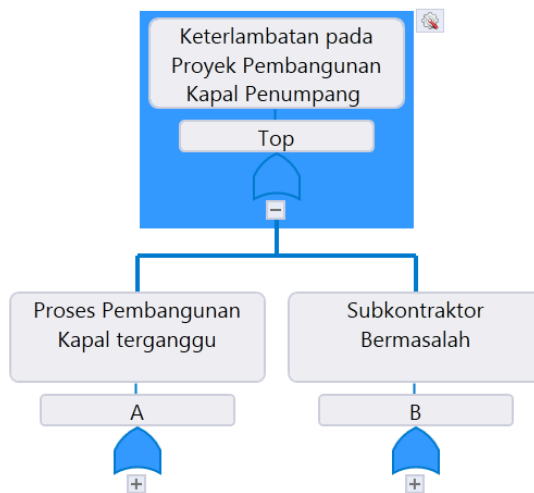 Keterlambatan pada
Proyek Pembangunan
Kapal Penumpang
Top
Proses Pembangunan
Kapal terganggu
A
Subkontraktor
Bermasalah
B